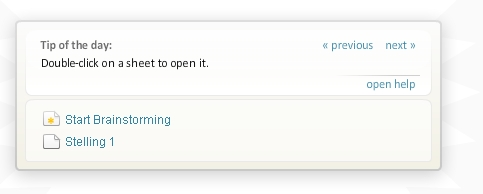 Tip of the day: « previous next »
Double-click on a sheet to open it.
open help
Start Brainstorming
Stelling 1